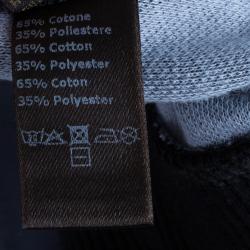 65% Cotone
35% Poliestere
65% Cotton
35% Polyester
65% Coton
35% Polyester